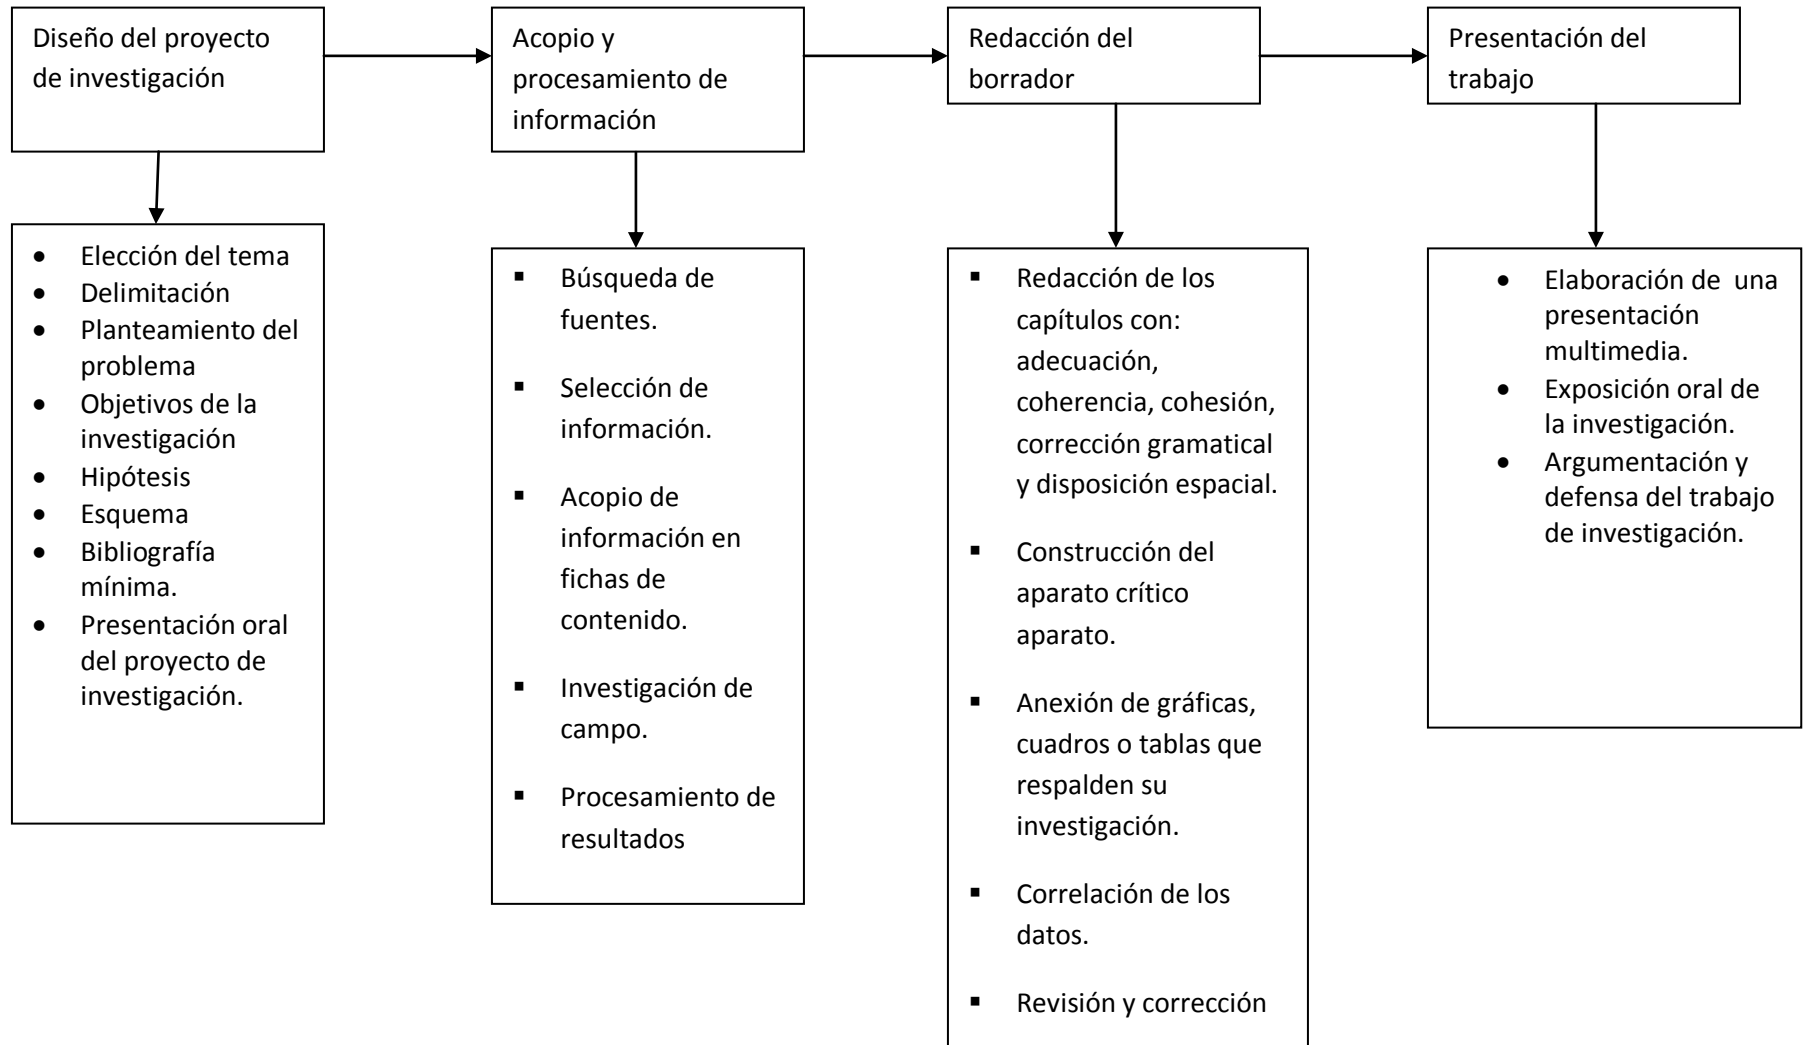 Diseño del proyecto
de investigación
Acopio y
procesamiento de
información
Redacción del
borrador
Presentación del
trabajo
• Elección del tema
• Delimitación
• Planteamiento del
problema
• Objetivos de la
investigación
• Hipótesis
• Esquema
• Bibliografía
mínima.
• Presentación oral
del proyecto de
investigación.
▪ Búsqueda de
fuentes.
▪ Selección de
información.
▪ Acopio de
información en
fichas de
contenido.
▪ Investigación de
campo.
▪ Procesamiento de
resultados
▪ Redacción de los
capítulos con:
adecuación,
coherencia, cohesión,
corrección gramatical
y disposición espacial.
▪ Construcción del
aparato crítico
aparato.
▪ Anexión de gráficas,
cuadros o tablas que
respalden su
investigación.
▪ Correlación de los
datos.
▪ Revisión y corrección
• Elaboración de  una
presentación
multimedia.
• Exposición oral de
la investigación.
• Argumentación y
defensa del trabajo
de investigación.